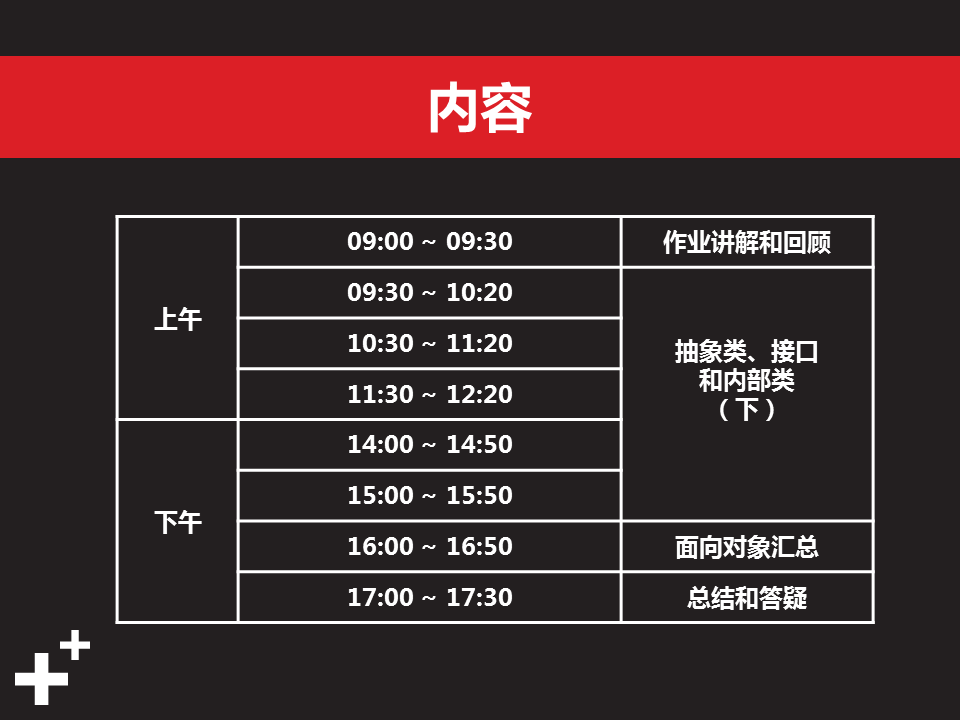 内容
上午
09:00 ~ 09:30
作业讲解和回顾
09:30 ~ 10:20
10:30 ~ 11:20
11:30 ~ 12:20
抽象类、接口
和内部类
（下）
下午
14:00 ~ 14:50
15:00 ~ 15:50
16:00 ~ 16:50
面向对象汇总
17:00 ~ 17:30
总结和答疑